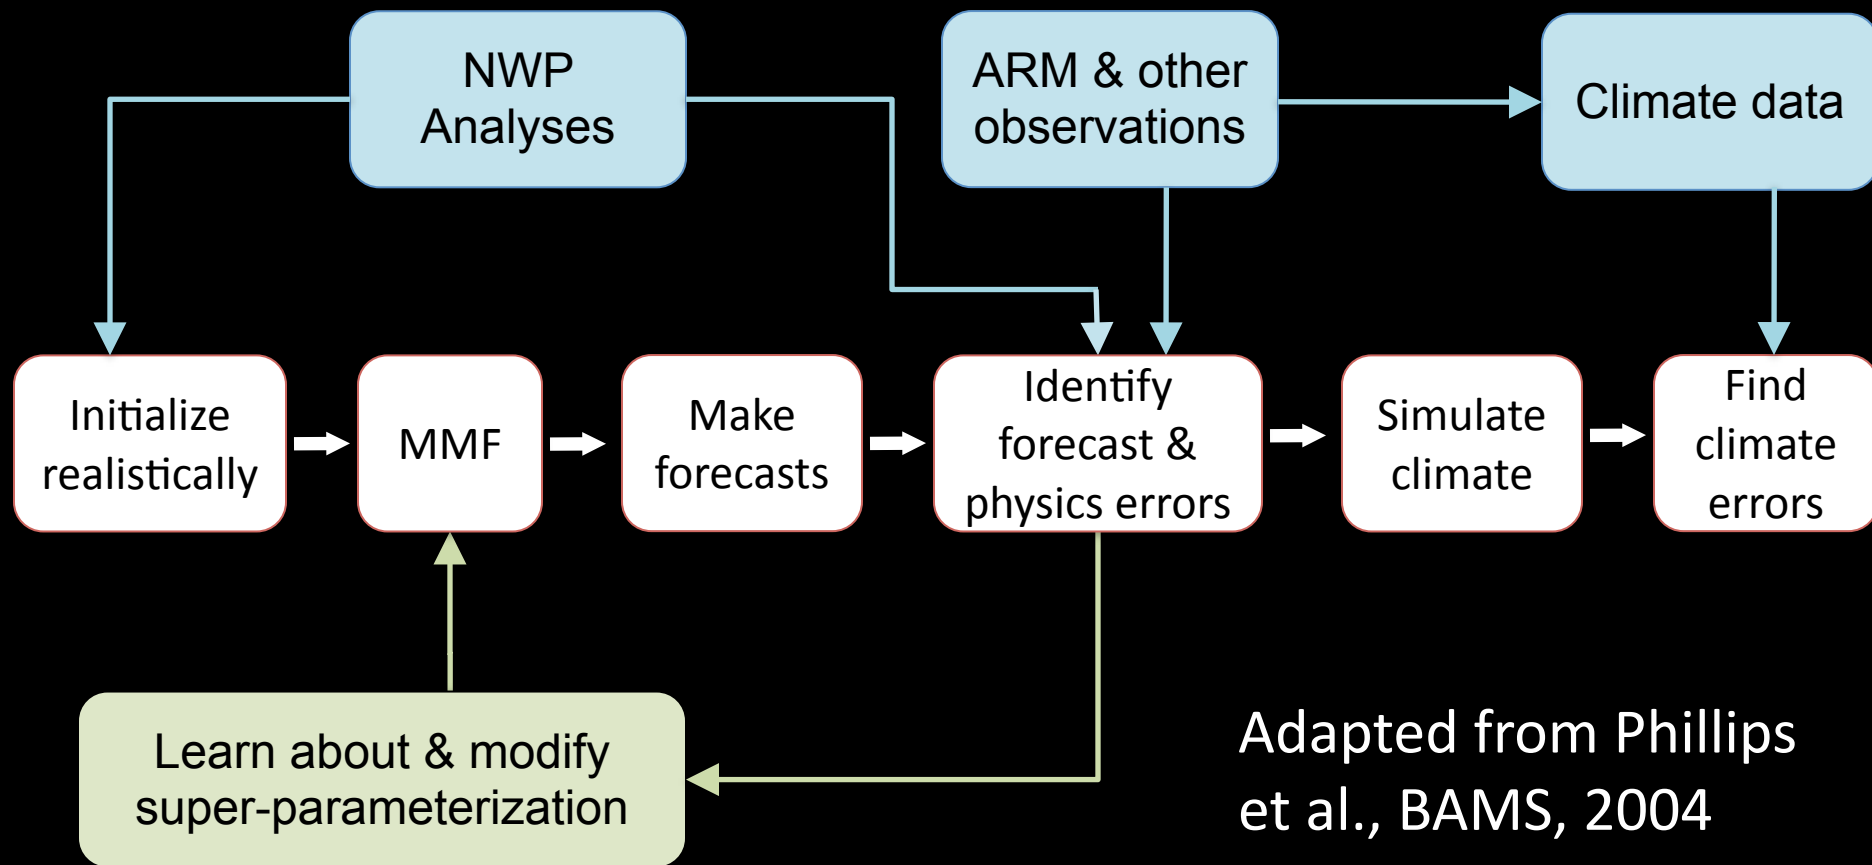 NWP
Analyses
ARM & other
observations
Climate data
Initialize
realistically
MMF
Make
forecasts
Identify
forecast &
physics errors
Simulate
climate
Find
climate
errors
Learn about & modify
super-parameterization
Adapted from Phillips
et al., BAMS, 2004